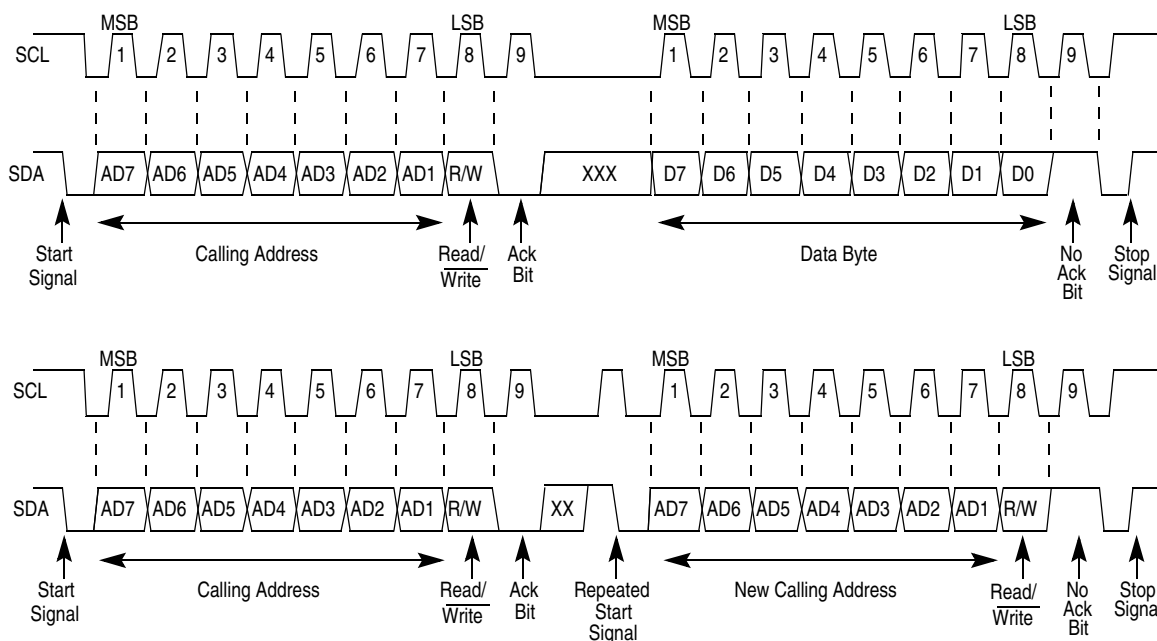 MSB LSB MSB LSB
SCL 1 2 3 4 5 6 7 8 9 1 2 3 4 5 6 7 8 9
SDA AD7 AD6 AD5 AD4 AD3 AD2 AD1 R/W XXX D7 D6 D5 D4 D3 D2 D1 D0
Start Calling Address Read/ Ack Data Byte No Stop
Signal Write Bit Ack Signal
Bit
MSB LSB MSB LSB
SCL 1 2 3 4 5 6 7 8 9 1 2 3 4 5 6 7 8 9
SDA AD7 AD6 AD5 AD4 AD3 AD2 AD1 R/W XX AD7 AD6 AD5 AD4 AD3 AD2 AD1 R/W
Start Calling Address Read/ Ack Repeated New Calling Address Read/ No Stop
Signal Write Bit Start Write Ack Signal
Signal Bit